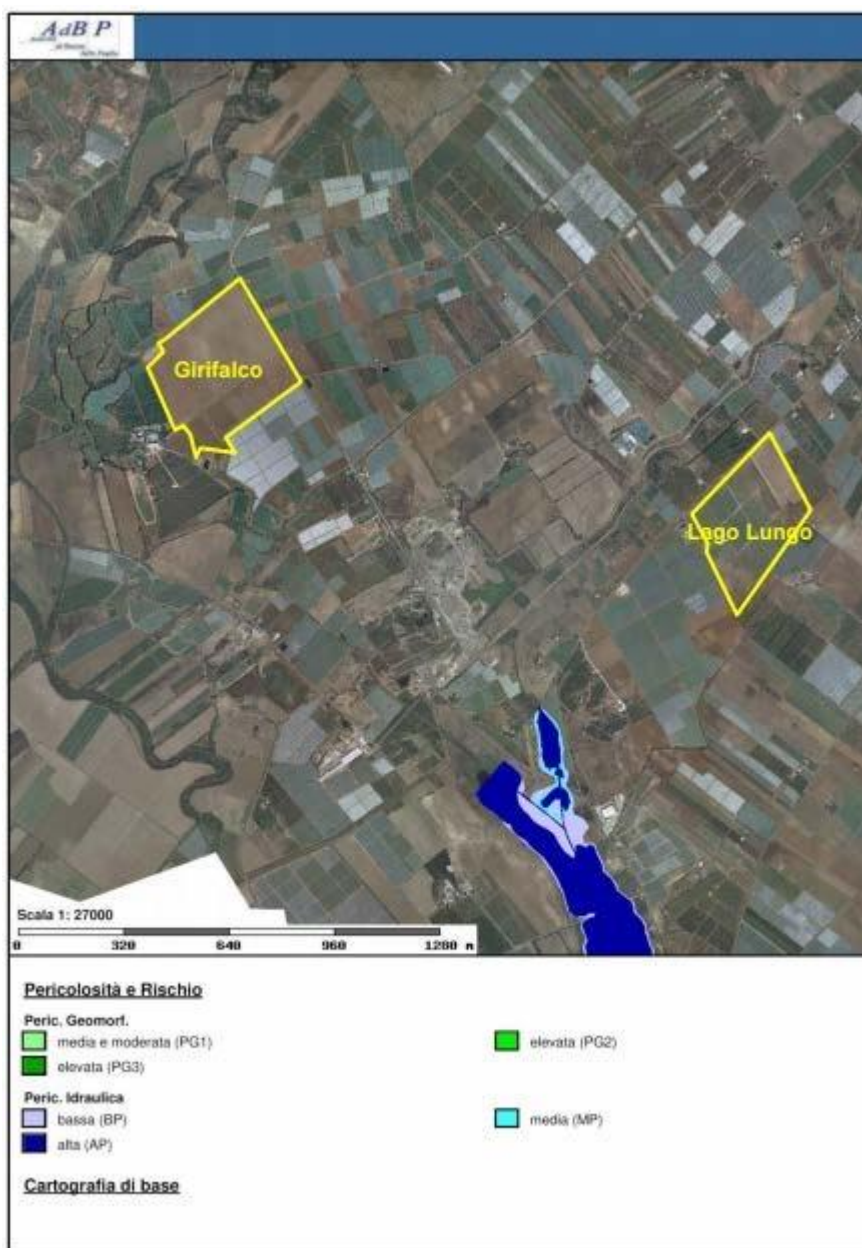 AdB P
Girifalco
Lago Lungo
Scala 1: 27000
0 320 640 960 1280 m
Pericolosità e Rischio
Peric. Geomorf.
media e moderata (PG1)
elevata (PG2)
elevata (PG3)
Peric. Idraulica
bassa (BP)
media (MP)
alta (AP)
Cartografia di base